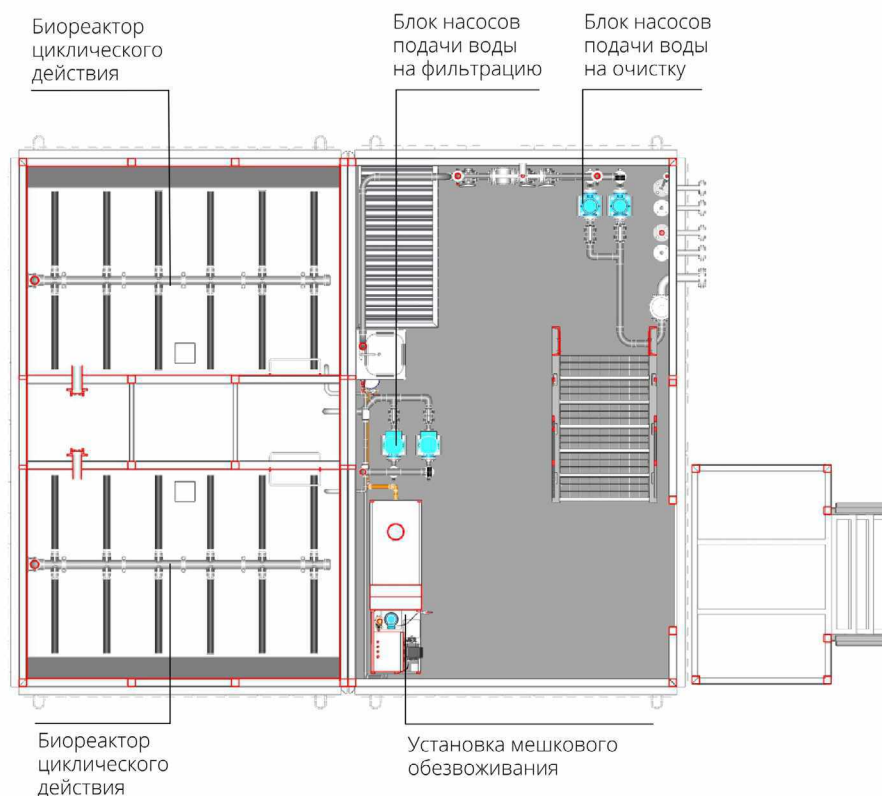 Биореактор
циклического
действия
Блок насосов
подачи воды
на фильтрацию
Блок насосов
подачи воды
на очистку
Биореактор
циклического
действия
Установка мешкового
обезвоживания